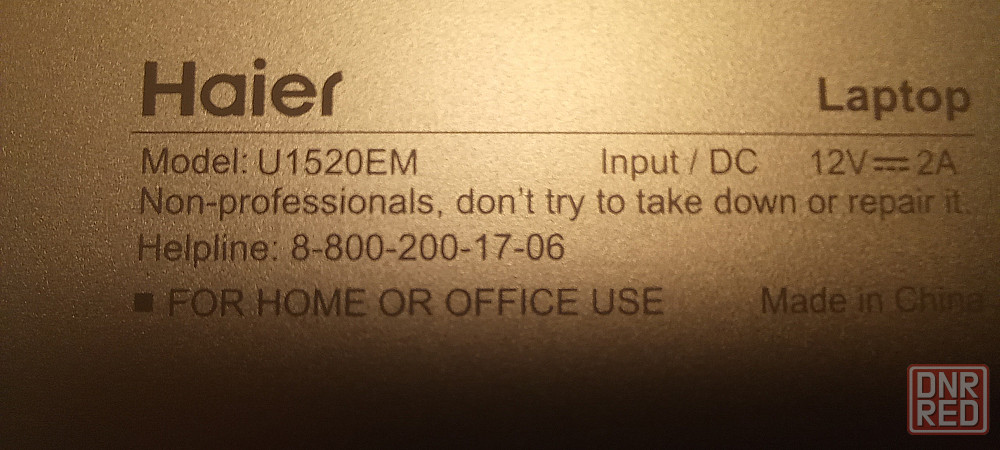 Haier Laptop
Model: U1520EM Input / DC 12V⎓2A
Non-professionals, don't try to take down or repair it.
Helpline: 8-800-200-17-06
■ FOR HOME OR OFFICE USE Made in China
DNR
RED